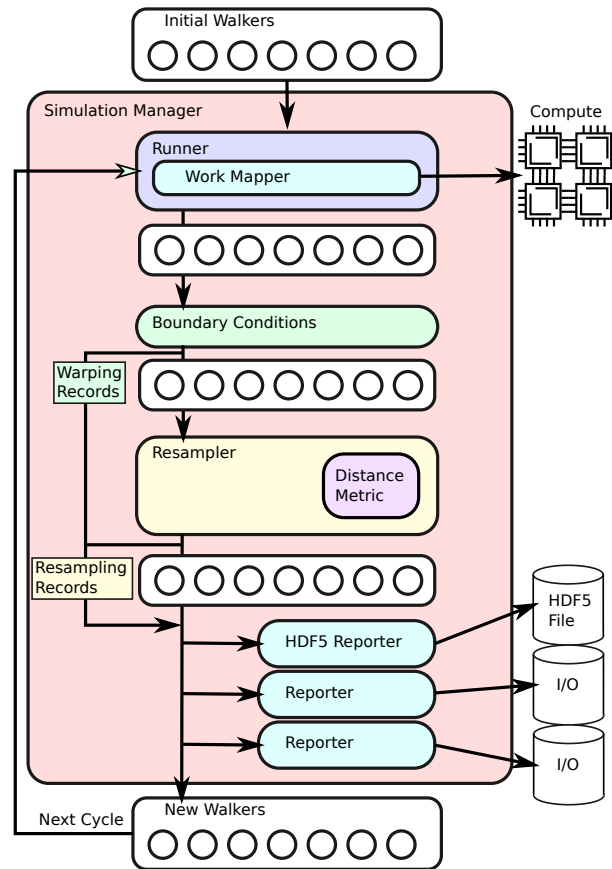 Initial Walkers
Simulation Manager
Compute
Runner
Work Mapper
Boundary Conditions
Warping
Records
Resampler
Distance
Metric
Resampling
Records
HDF5
File
HDF5 Reporter
Reporter
I/O
Reporter
I/O
New Walkers
Next Cycle